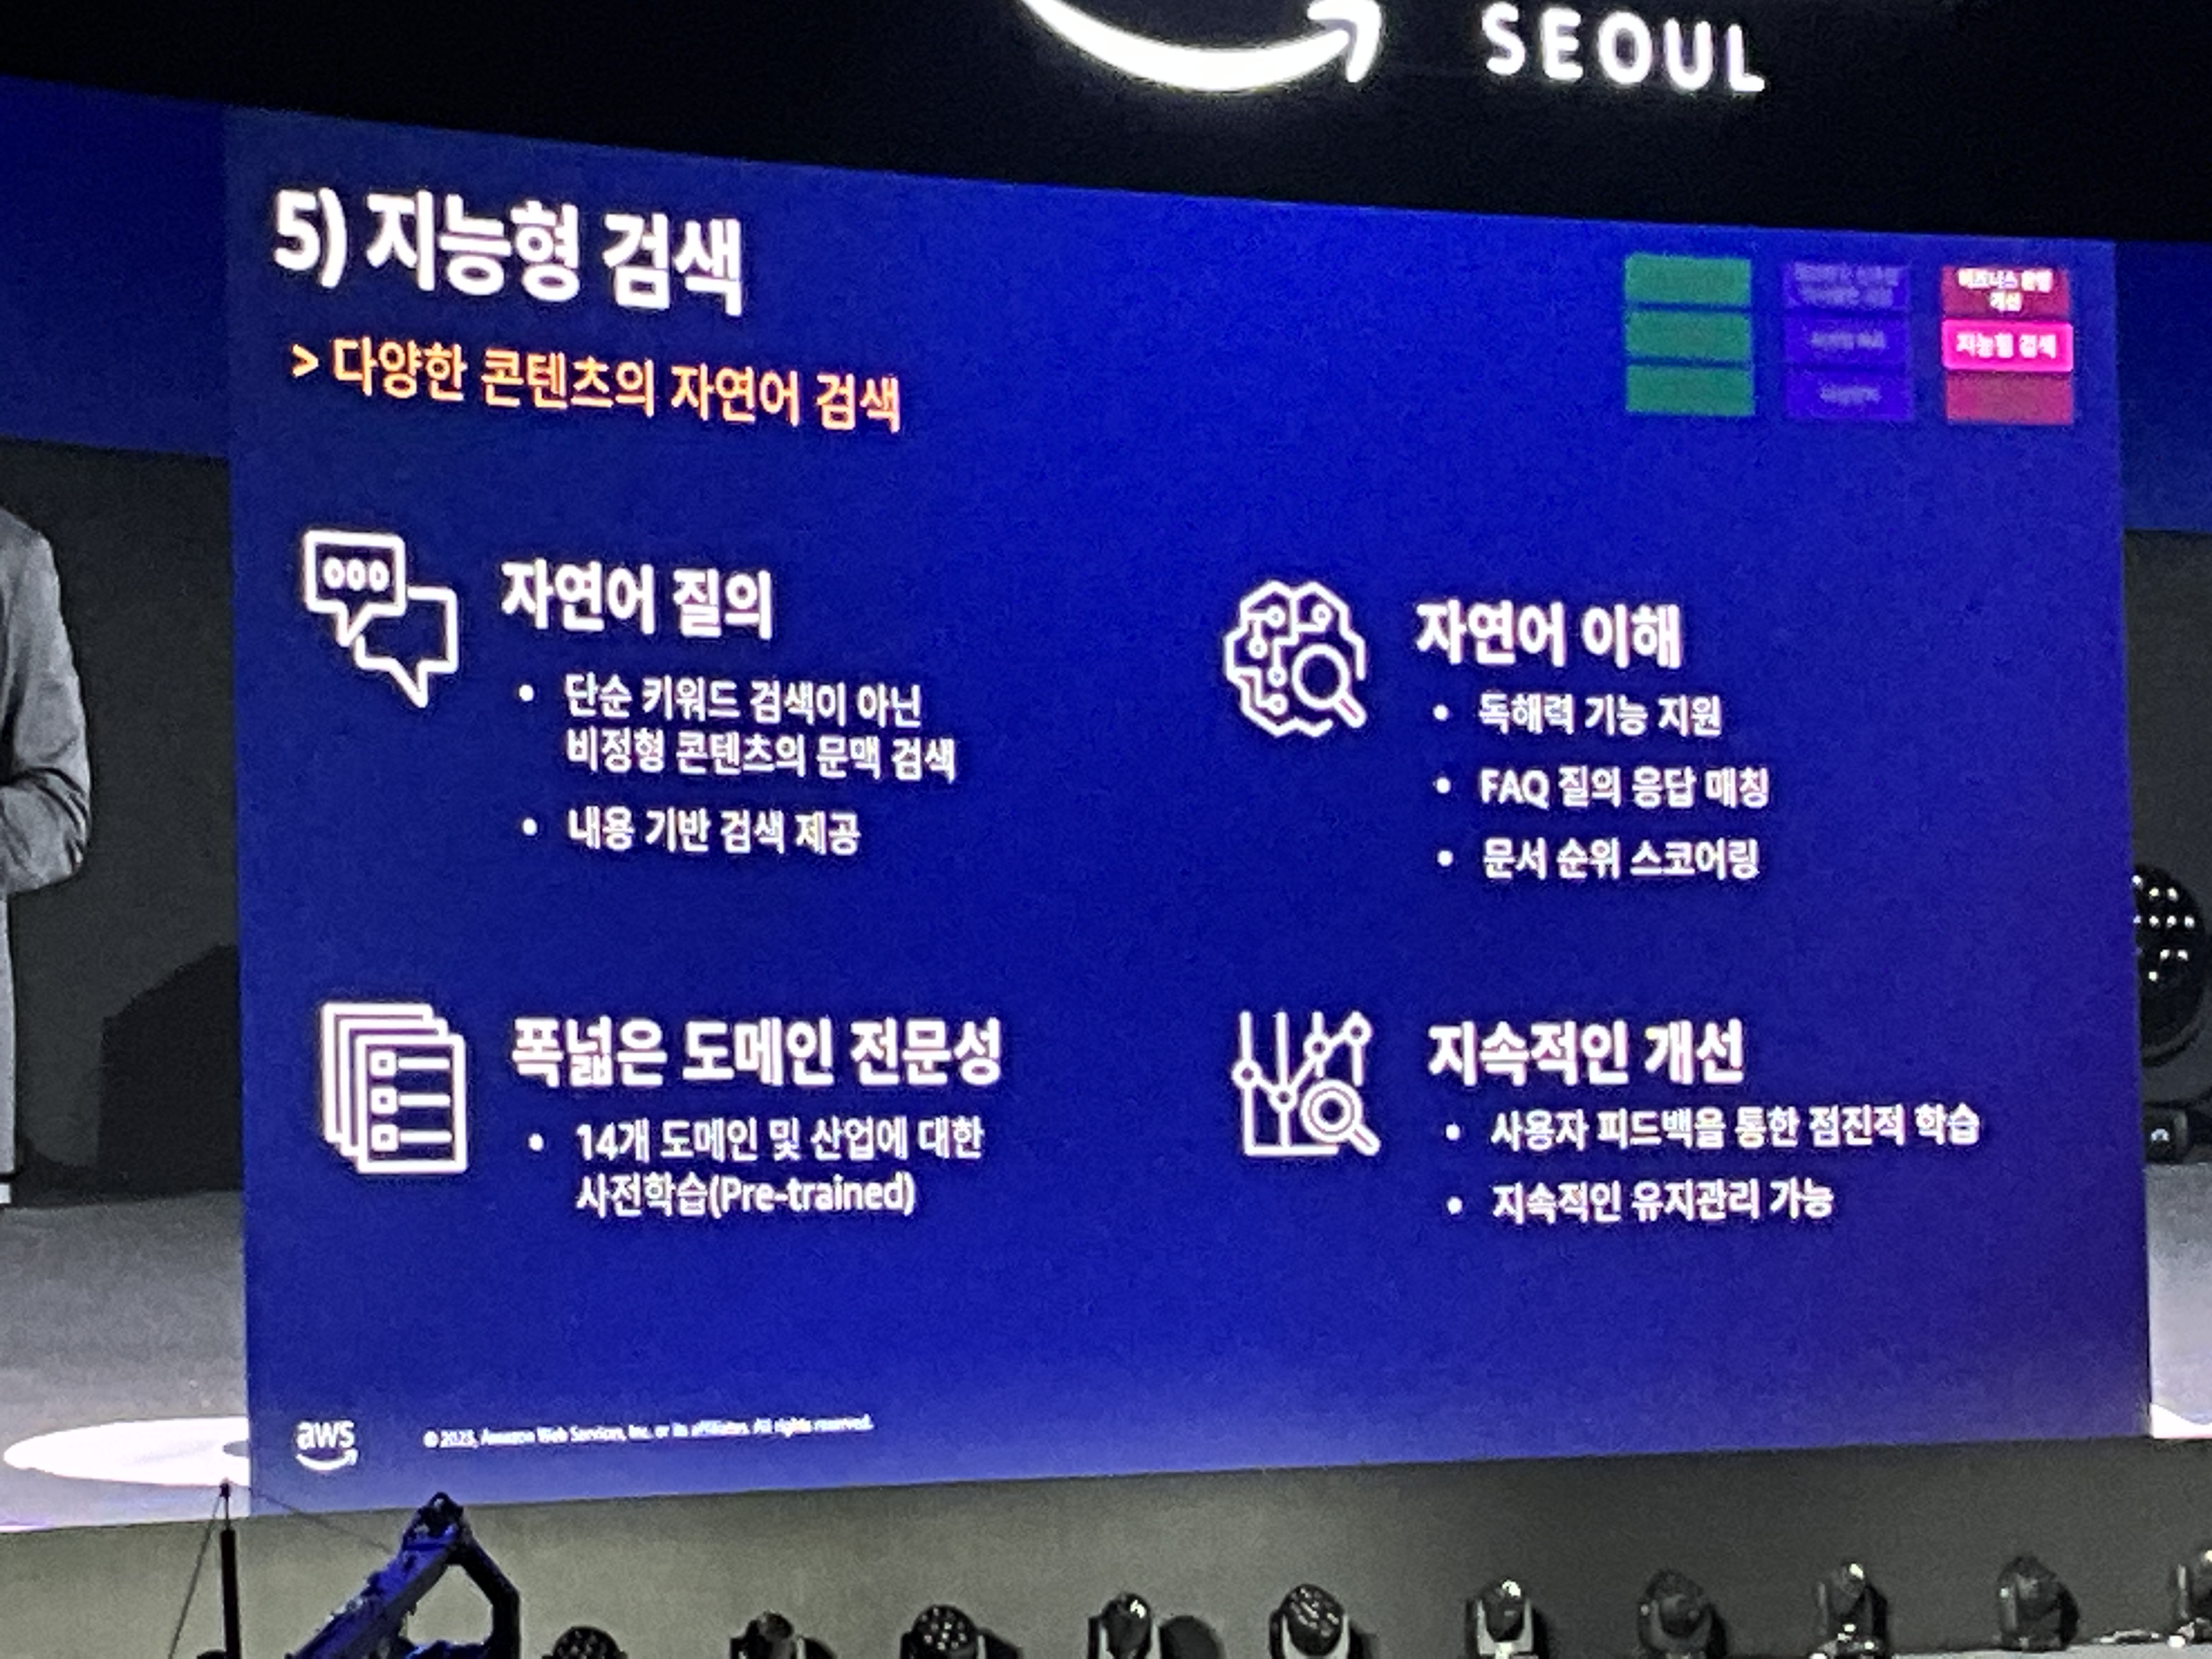 SEOUL
5) 지능형 검색
> 다양한 콘텐츠의 자연어 검색
비즈니스 운영
개선
지능형 검색
자연어 질의
• 단순 키워드 검색이 아닌
비정형 콘텐츠의 문맥 검색
• 내용 기반 검색 제공
자연어 이해
• 독해력 기능 지원
• FAQ 질의 응답 매칭
• 문서 순위 스코어링
폭넓은 도메인 전문성
• 14개 도메인 및 산업에 대한
사전학습(Pre-trained)
지속적인 개선
• 사용자 피드백을 통한 점진적 학습
• 지속적인 유지관리 가능
aws
© 2023, Amazon Web Services, Inc. or its affiliates. All rights reserved.